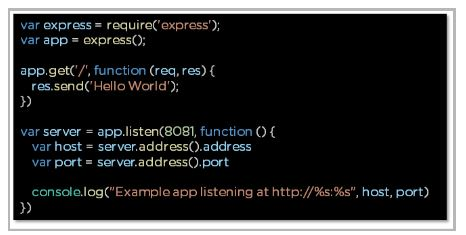 var express = require('express');
var app = express();
app.get('/', function (req, res) {
res.send('Hello World');
})
var server = app.listen(8081, function () {
var host = server.address().address
var port = server.address().port
console.log("Example app listening at http://%s:%s", host, port)
})